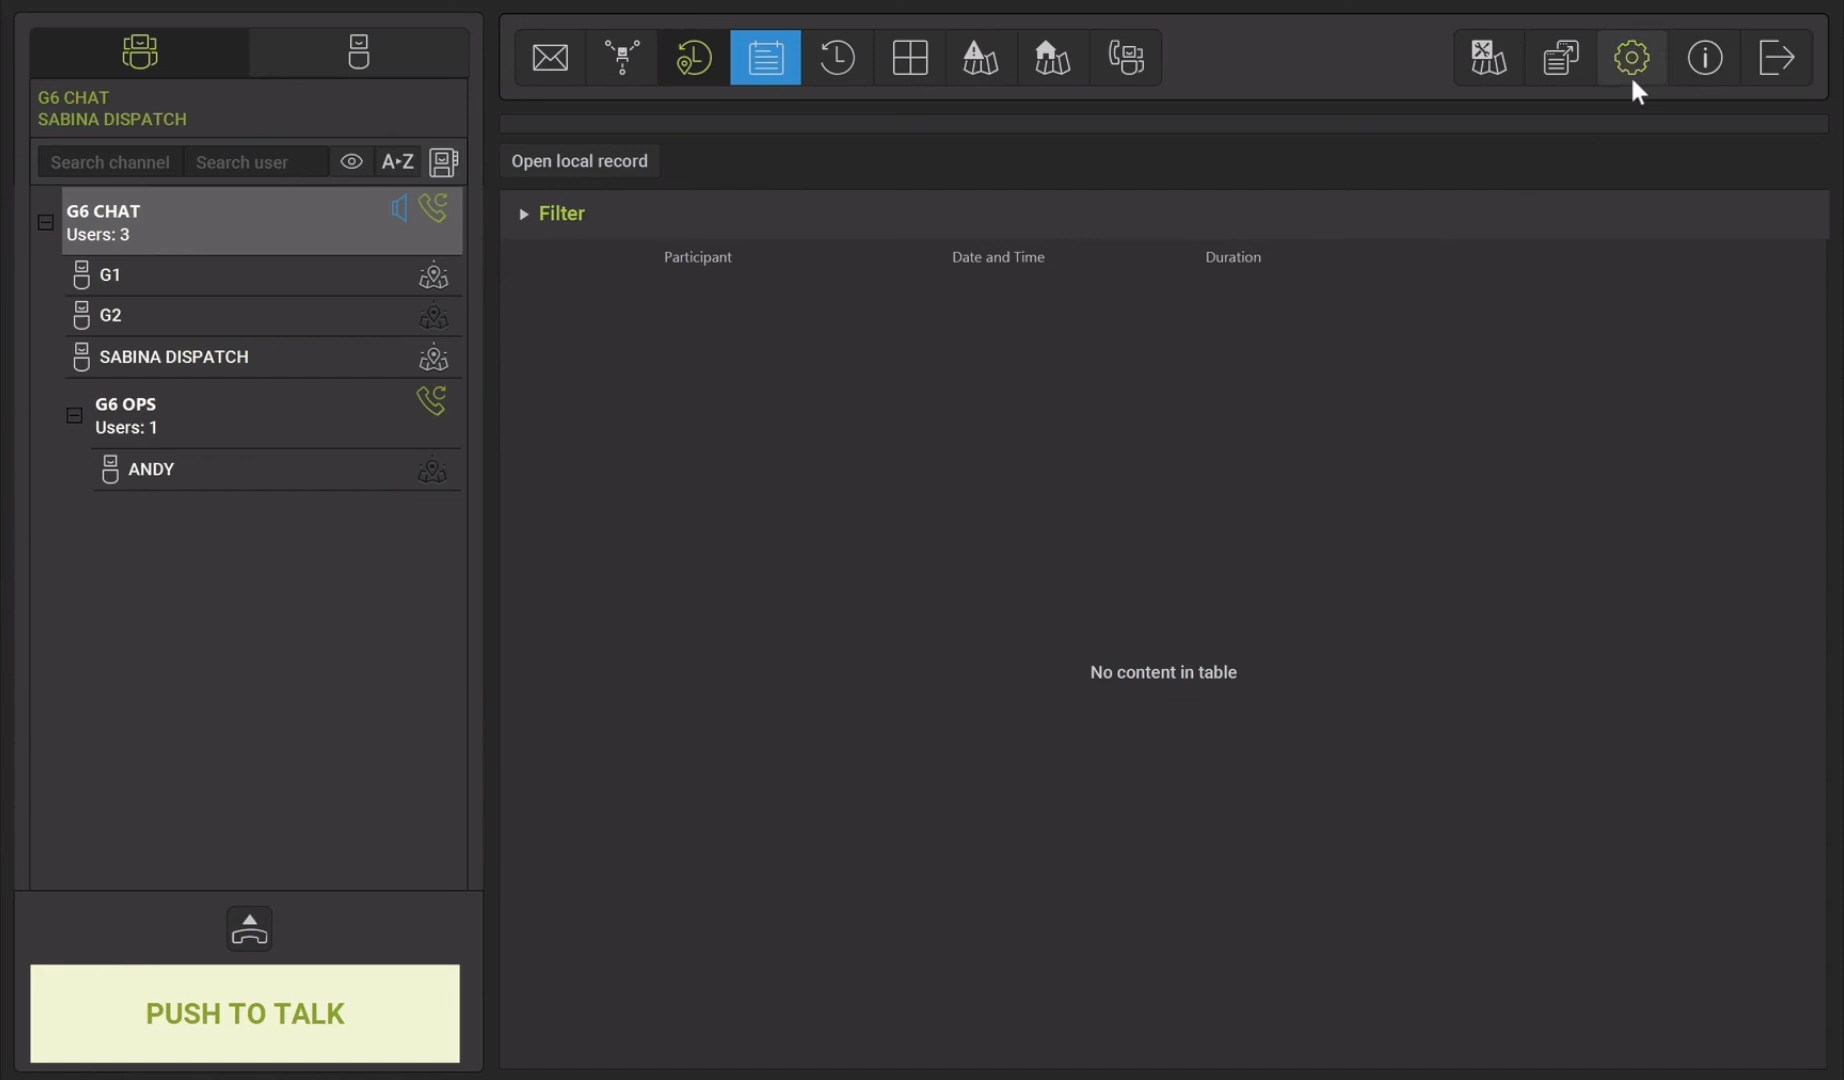 G6 CHAT
SABINA DISPATCH
Search channel Search user A▸Z
G6 CHAT
Users: 3
G1
G2
SABINA DISPATCH
G6 OPS
Users: 1
ANDY
PUSH TO TALK
Open local record
Filter
Participant Date and Time Duration
No content in table